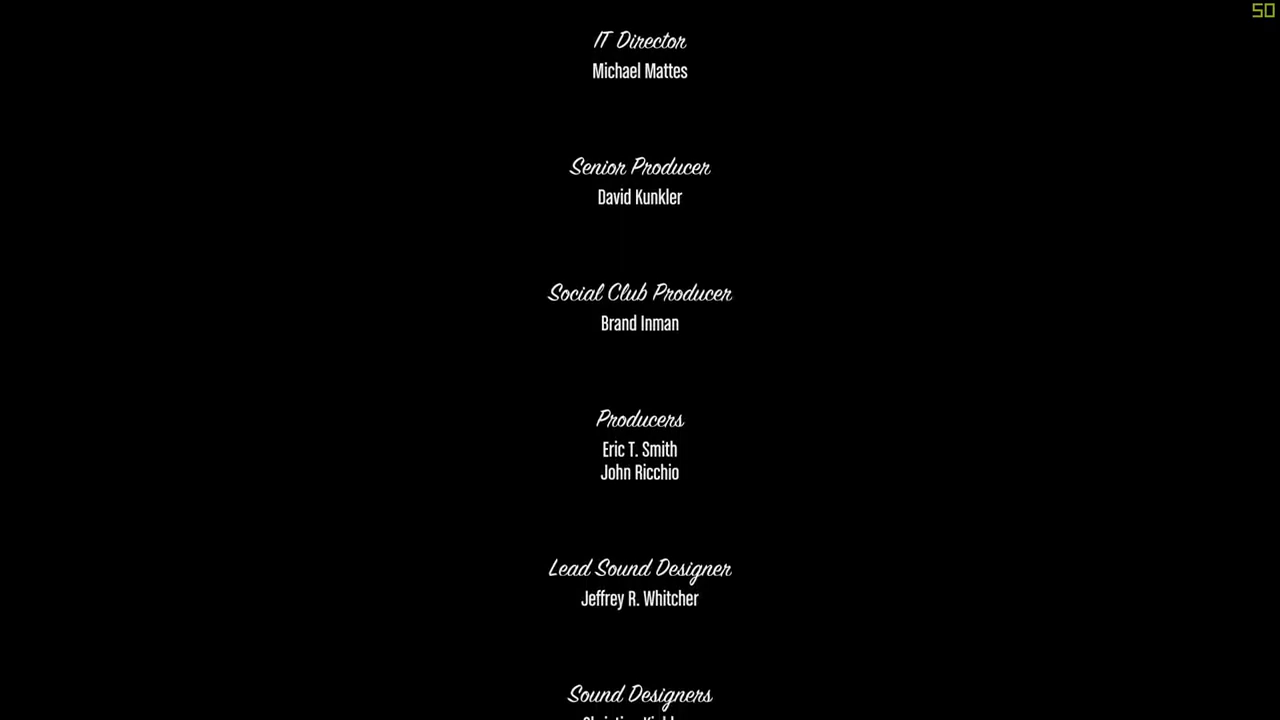 50
IT Director
Michael Mattes
Senior Producer
David Kunkler
Social Club Producer
Brand Inman
Producers
Eric T. Smith
John Ricchio
Lead Sound Designer
Jeffrey R. Whitcher
Sound Designers